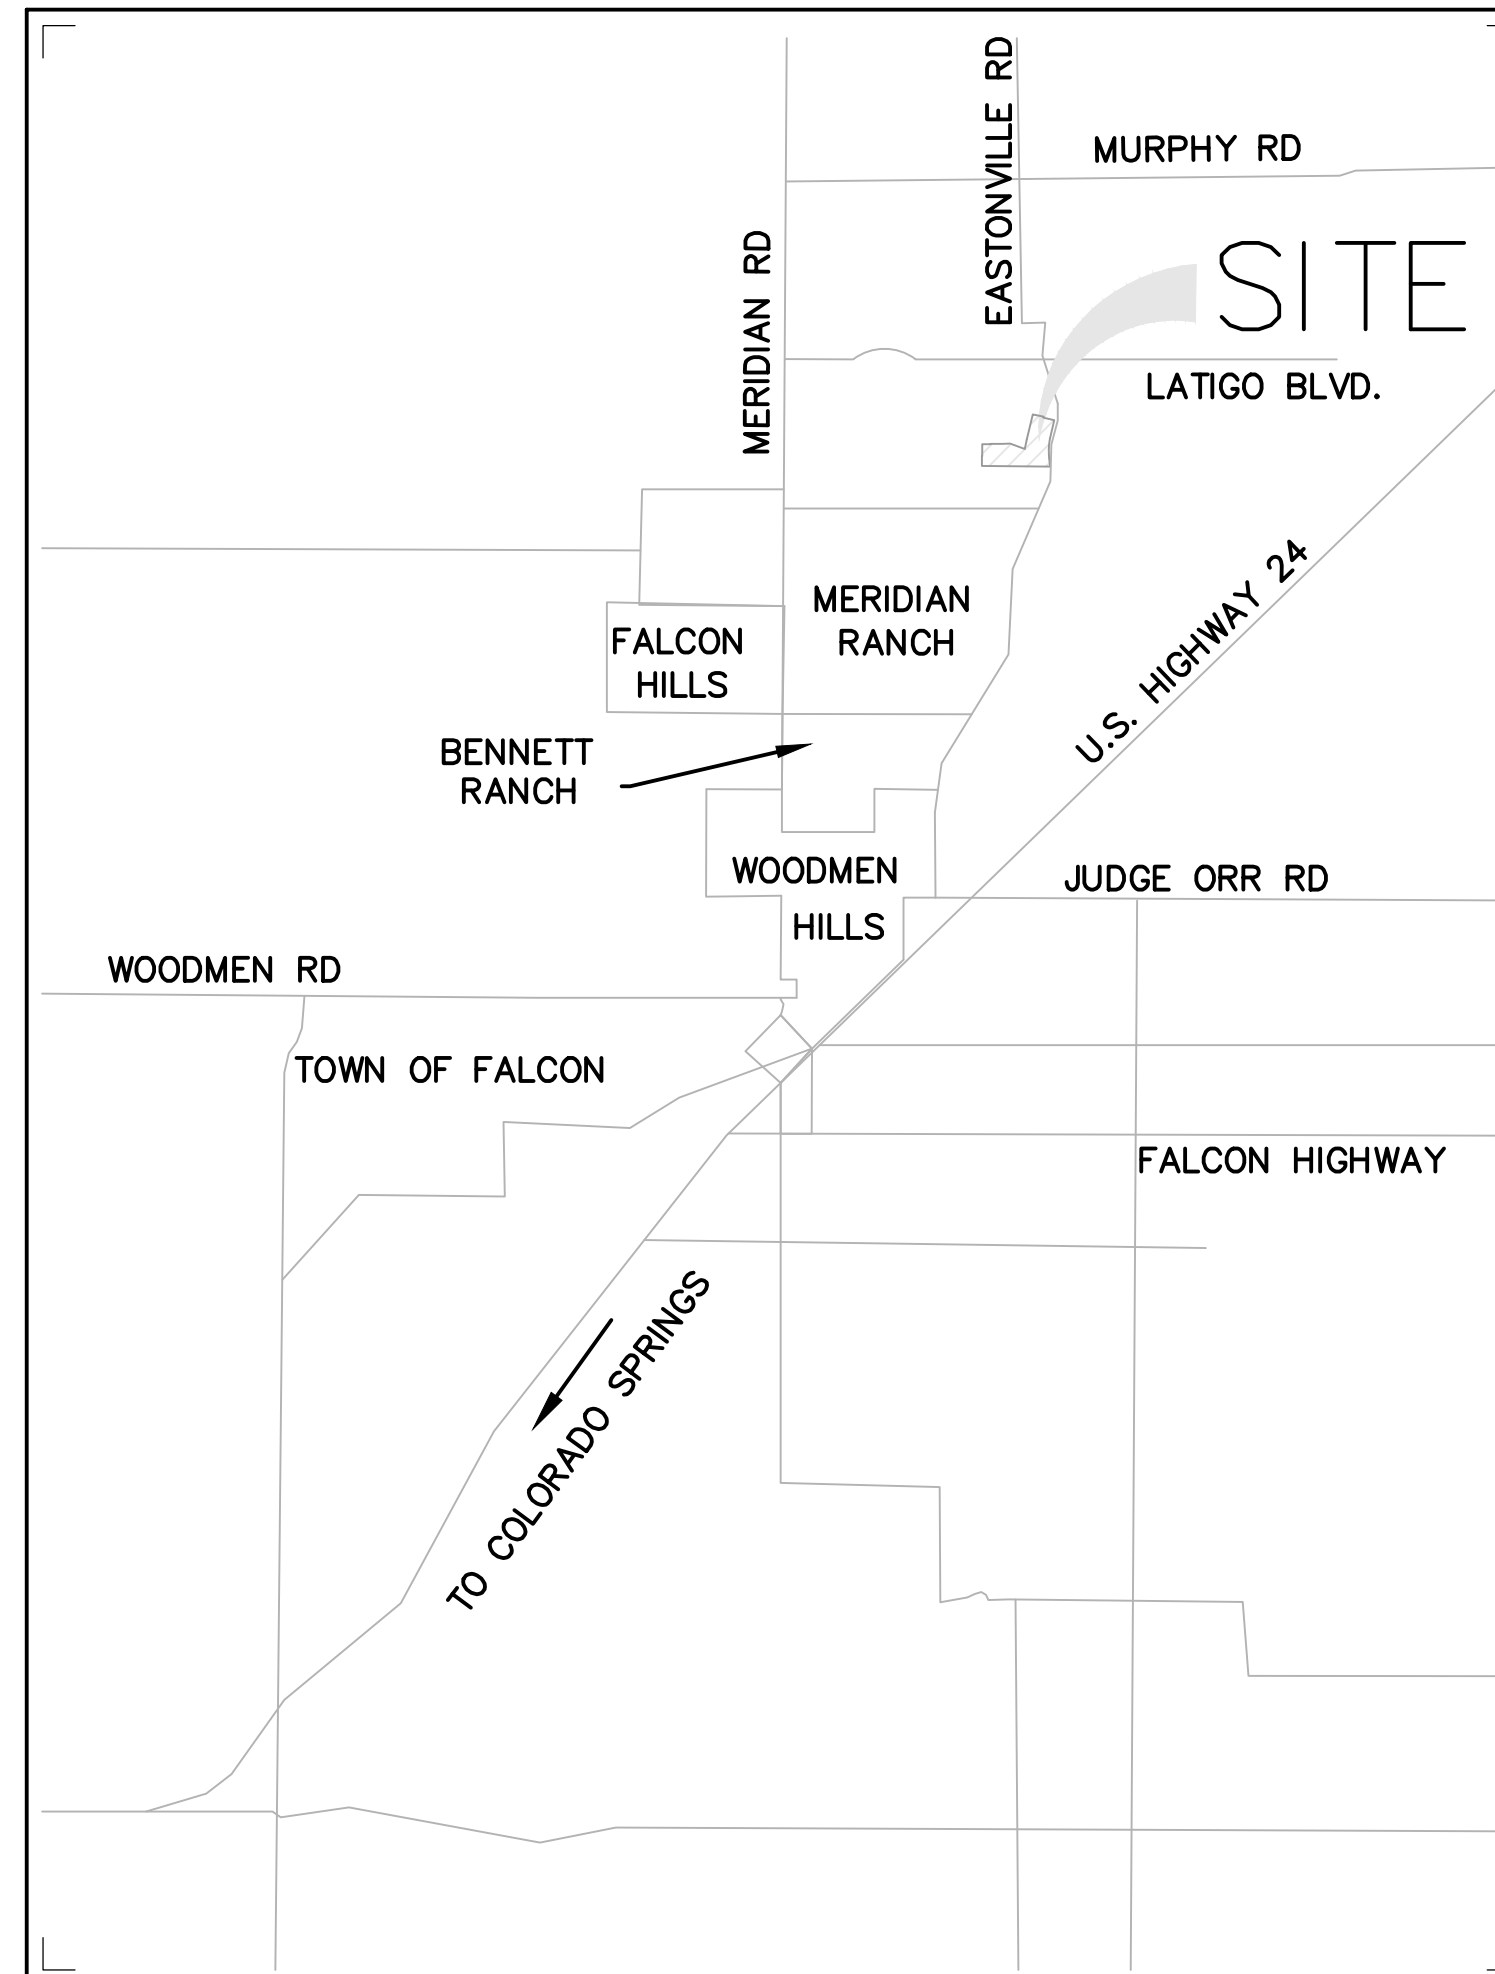 EASTONVILLE RD
MURPHY RD
MERIDIAN RD
SITE
LATIGO BLVD.
U.S. HIGHWAY 24
MERIDIAN
RANCH
FALCON
HILLS
BENNETT
RANCH
WOODMEN
HILLS
JUDGE ORR RD
WOODMEN RD
TOWN OF FALCON
FALCON HIGHWAY
TO COLORADO SPRINGS